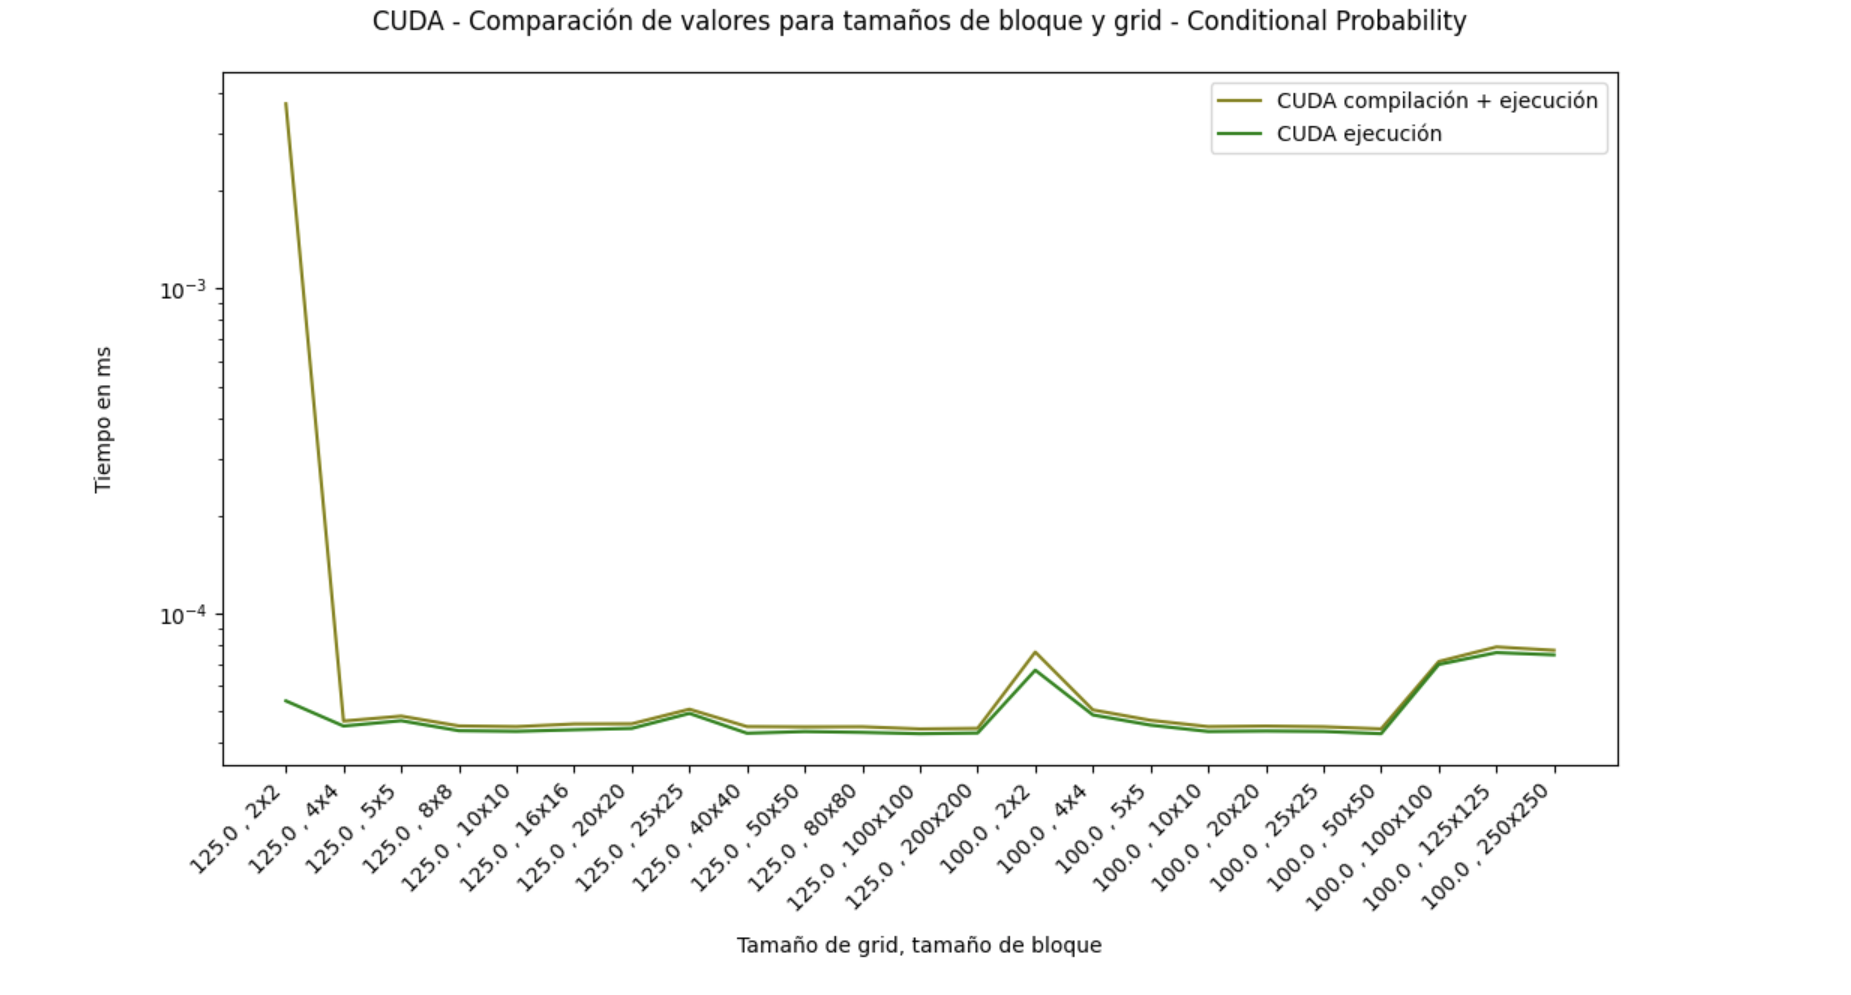 CUDA - Comparación de valores para tamaños de bloque y grid - Conditional Probability
CUDA compilación + ejecución
CUDA ejecución
Tiempo en ms
10⁻³
10⁻⁴
125.0 , 2x2
125.0 , 4x4
125.0 , 5x5
125.0 , 8x8
125.0 , 10x10
125.0 , 16x16
125.0 , 20x20
125.0 , 25x25
125.0 , 40x40
125.0 , 50x50
125.0 , 80x80
125.0 , 100x100
125.0 , 200x200
100.0 , 2x2
100.0 , 4x4
100.0 , 5x5
100.0 , 10x10
100.0 , 20x20
100.0 , 25x25
100.0 , 50x50
100.0 , 100x100
100.0 , 125x125
100.0 , 250x250
Tamaño de grid, tamaño de bloque